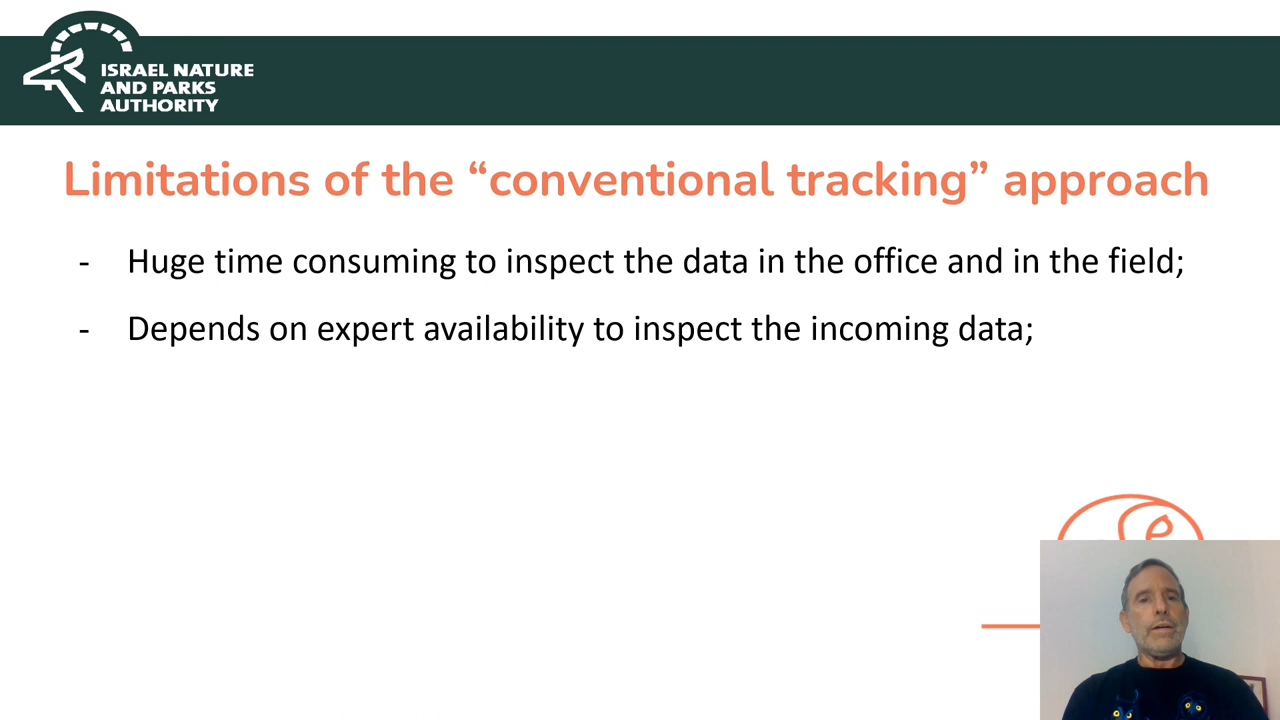 ISRAEL NATURE
AND PARKS
AUTHORITY
Limitations of the “conventional tracking” approach
- Huge time consuming to inspect the data in the office and in the field;
- Depends on expert availability to inspect the incoming data;